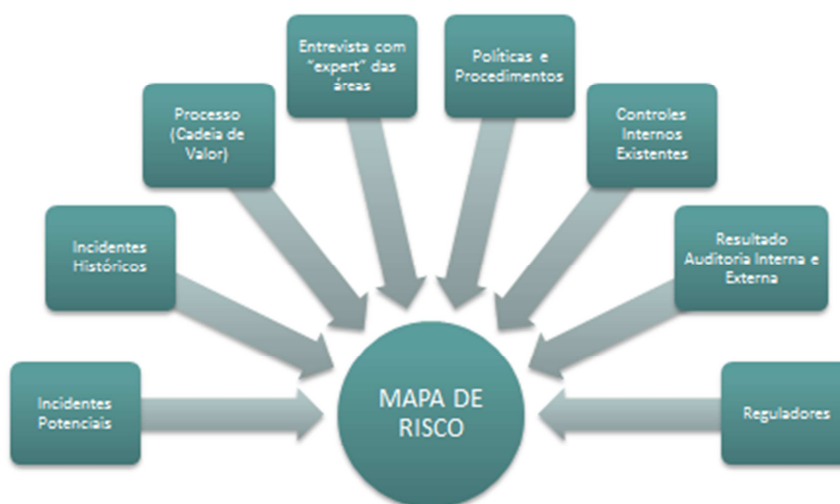 Incidentes
Potenciais
Incidentes
Históricos
Processo
(Cadeia de
Valor)
Entrevista com
“expert” das
áreas
Políticas e
Procedimentos
Controles
Internos
Existentes
Resultado
Auditoria Interna e
Externa
Reguladores
MAPA DE
RISCO